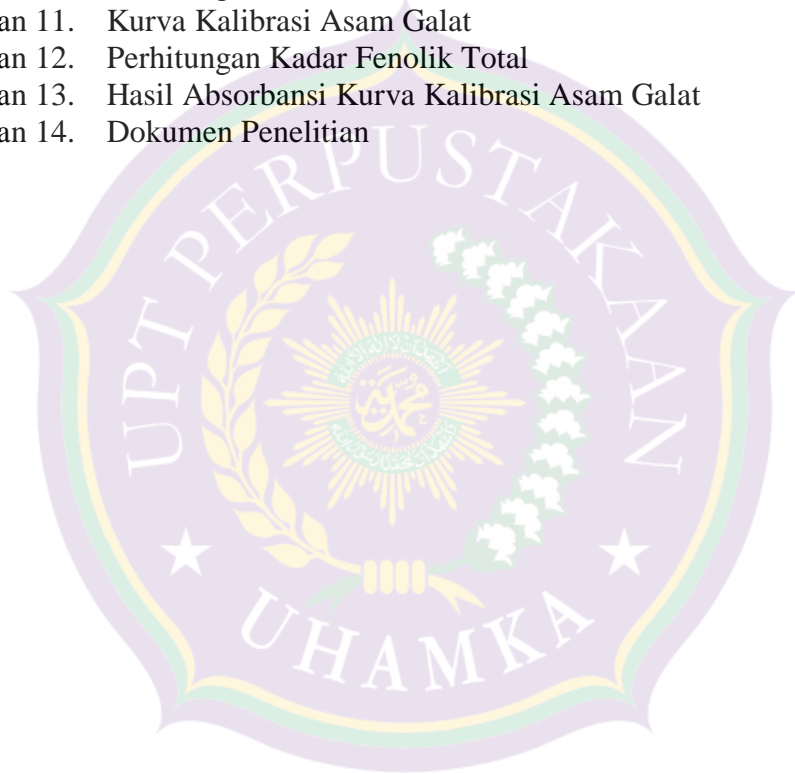 an 11. Kurva Kalibrasi Asam Galat
an 12. Perhitungan Kadar Fenolik Total
an 13. Hasil Absorbansi Kurva Kalibrasi Asam Galat
an 14. Dokumen Penelitian
UPT PERPUSTAKAAN
محمدية
UHAMKA